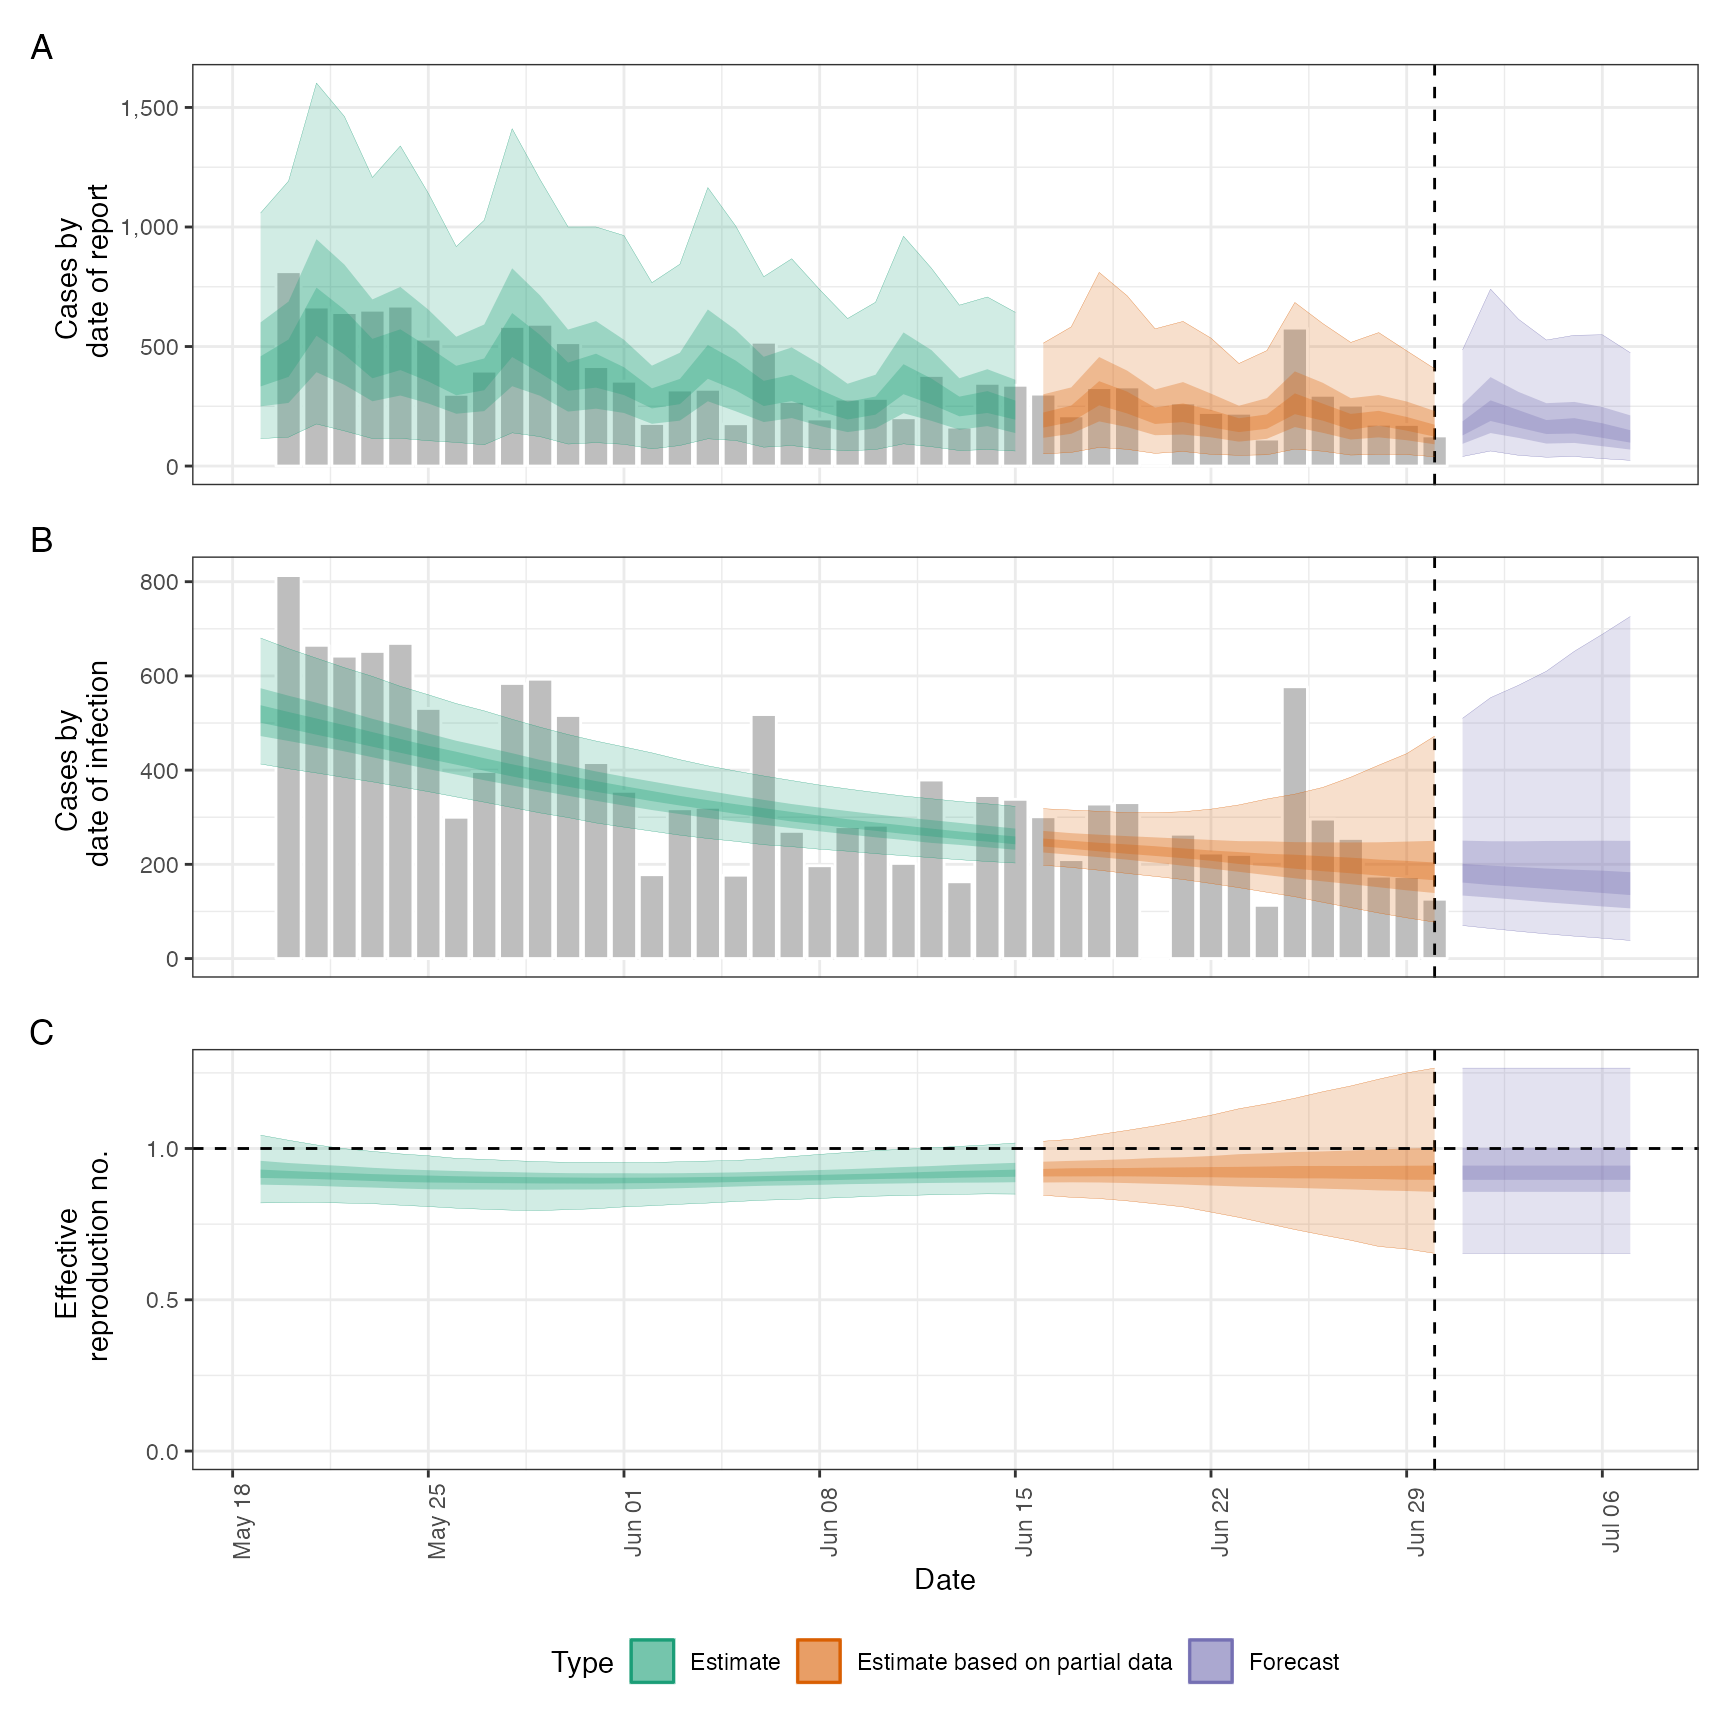 A
Cases by
date of report
1,500
1,000
500
0
B
Cases by
date of infection
800
600
400
200
0
C
Effective
reproduction no.
1.0
0.5
0.0
May 18
May 25
Jun 01
Jun 08
Jun 15
Jun 22
Jun 29
Jul 06
Date
Type
Estimate
Estimate based on partial data
Forecast